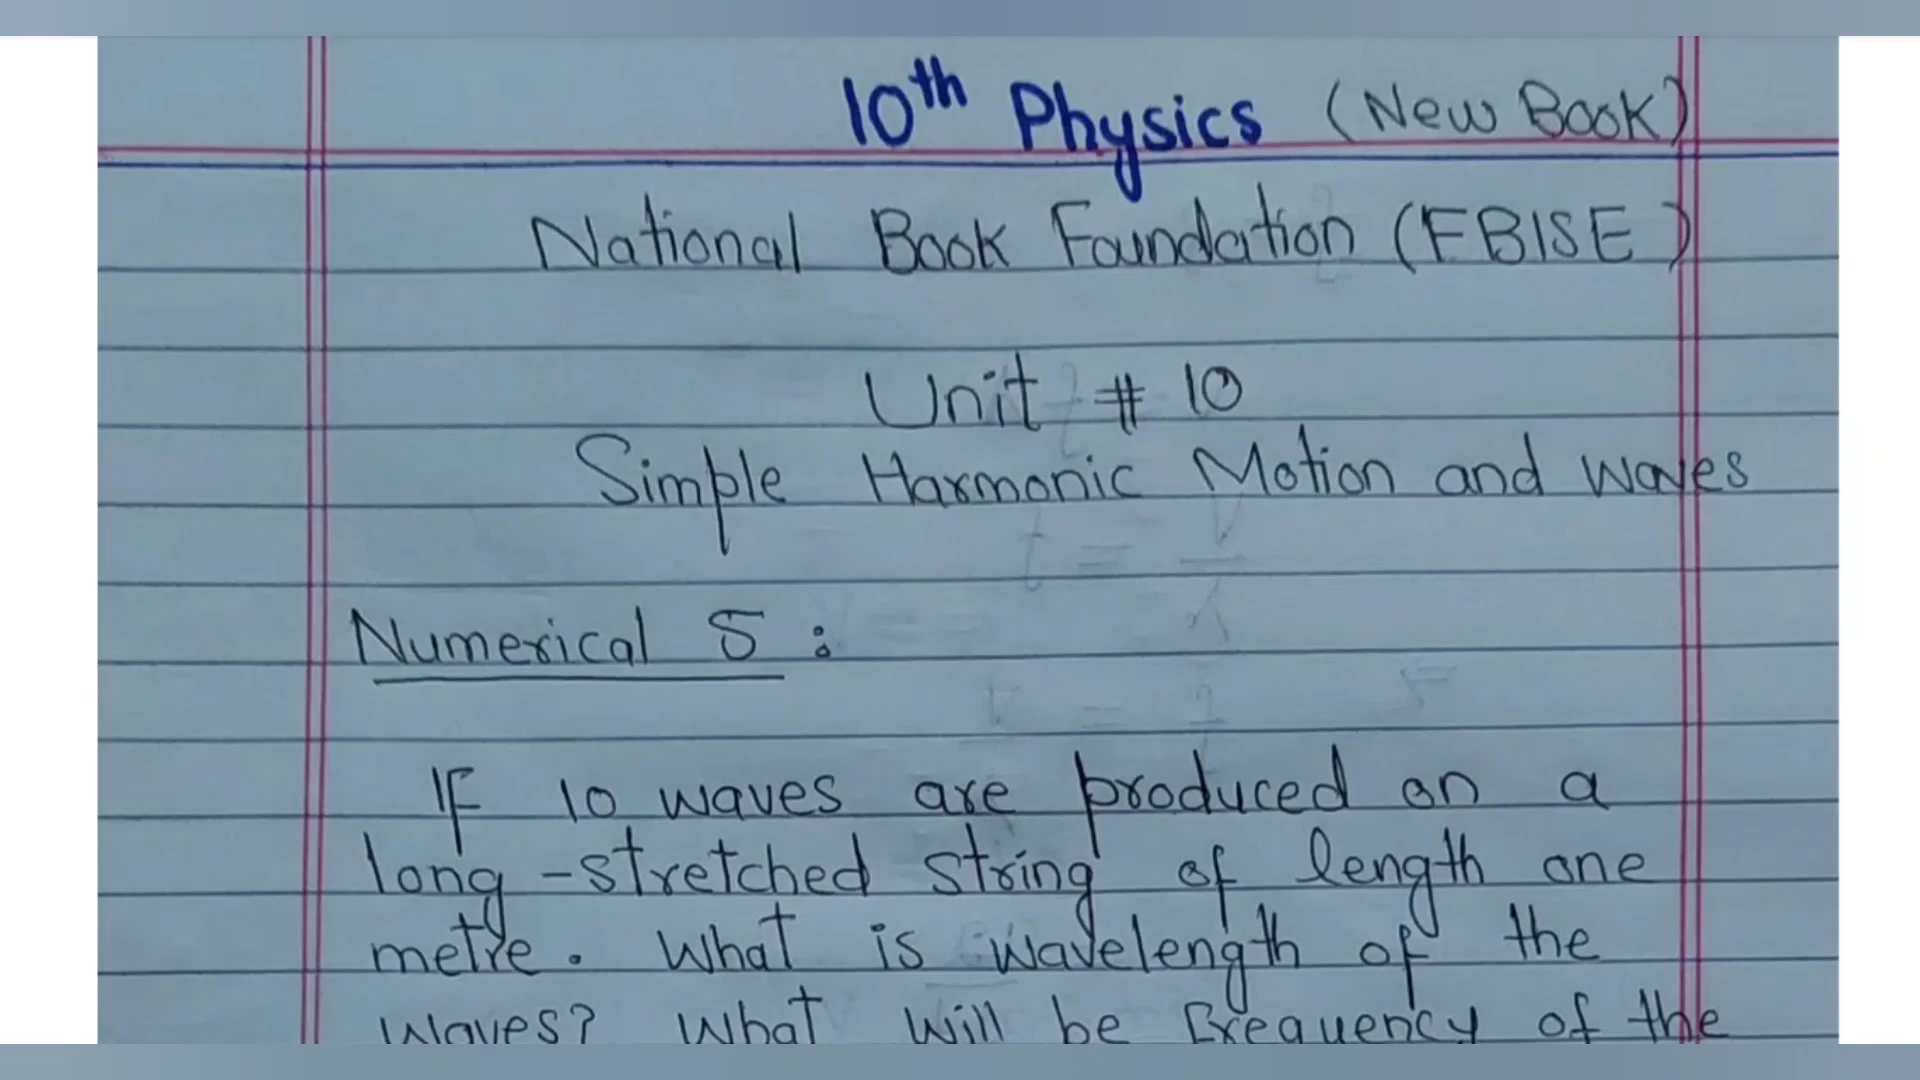 10th Physics (New Book)
National Book Foundation (FBISE)
Unit # 10
Simple Harmonic Motion and waves
Numerical 5 :
If 10 waves are produced on a
long-stretched string of length one
metre. What is wavelength of the
waves? What will be frequency of the